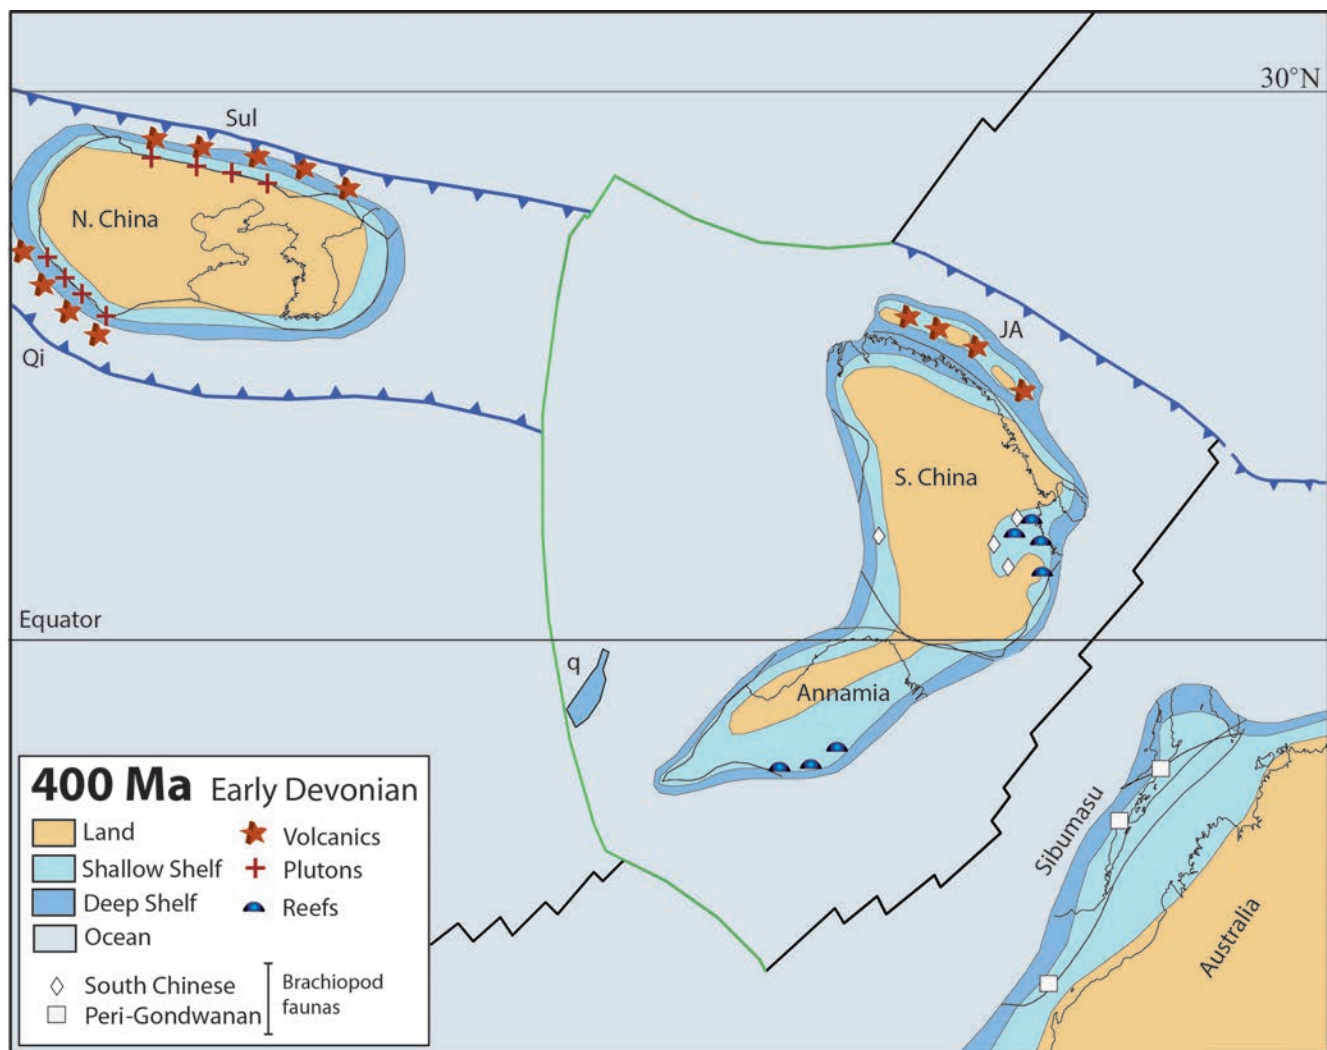 30°N
Sul
N. China
Qi
JA
S. China
Equator
q
Annamia
Sibumasu
Australia
400 Ma Early Devonian
Land
Shallow Shelf
Deep Shelf
Ocean
Volcanics
Plutons
Reefs
South Chinese
Peri-Gondwanan
Brachiopod
faunas